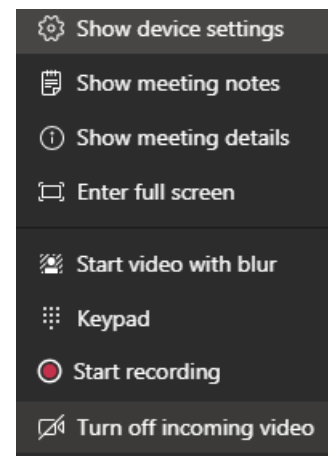 Show device settings
Show meeting notes
Show meeting details
Enter full screen
Start video with blur
Keypad
Start recording
Turn off incoming video